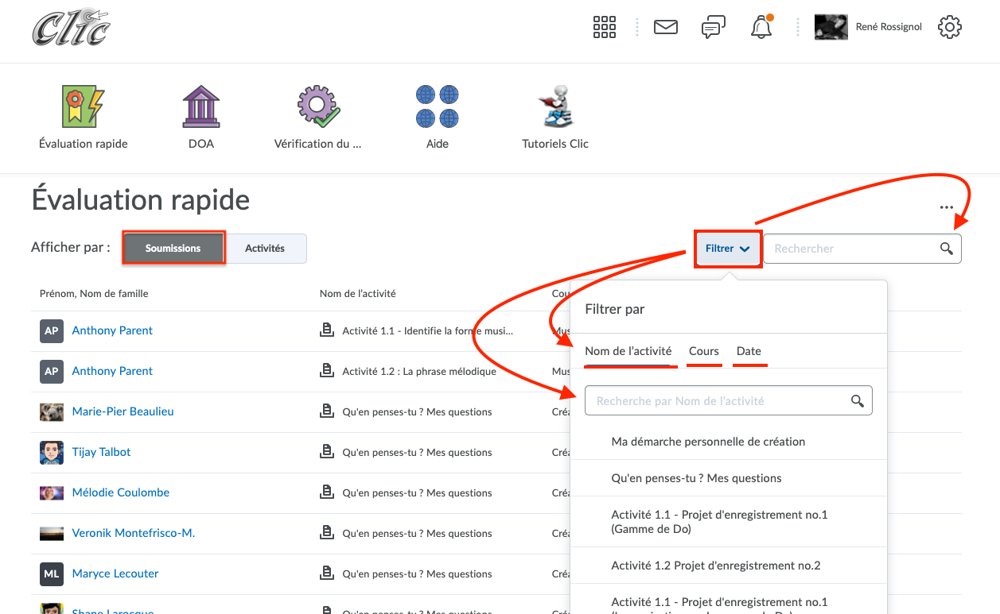 Clic
René Rossignol
Évaluation rapide
DOA
Vérification du ...
Aide
Tutoriels Clic
Évaluation rapide
...
Afficher par :
Soumissions
Activités
Filtrer
Rechercher
Prénom, Nom de famille
Nom de l'activité
Cou
AP
Anthony Parent
Activité 1.1 - Identifie la forme musi...
Mus
AP
Anthony Parent
Activité 1.2 : La phrase mélodique
Mus
Marie-Pier Beaulieu
Qu'en penses-tu ? Mes questions
Créa
Tijay Talbot
Qu'en penses-tu ? Mes questions
Créa
Mélodie Coulombe
Qu'en penses-tu ? Mes questions
Créa
Veronik Montefrisco-M.
Qu'en penses-tu ? Mes questions
Créa
ML
Maryce Lecouter
Qu'en penses-tu ? Mes questions
Créa
Shane Larocque
Qu'en penses-tu ? Mes questions
Créa
Filtrer par
Nom de l'activité
Cours
Date
Recherche par Nom de l'activité
Ma démarche personnelle de création
Qu'en penses-tu ? Mes questions
Activité 1.1 - Projet d'enregistrement no.1
(Gamme de Do)
Activité 1.2 Projet d'enregistrement no.2
Activité 1.1 - Projet d'enregistrement no.1